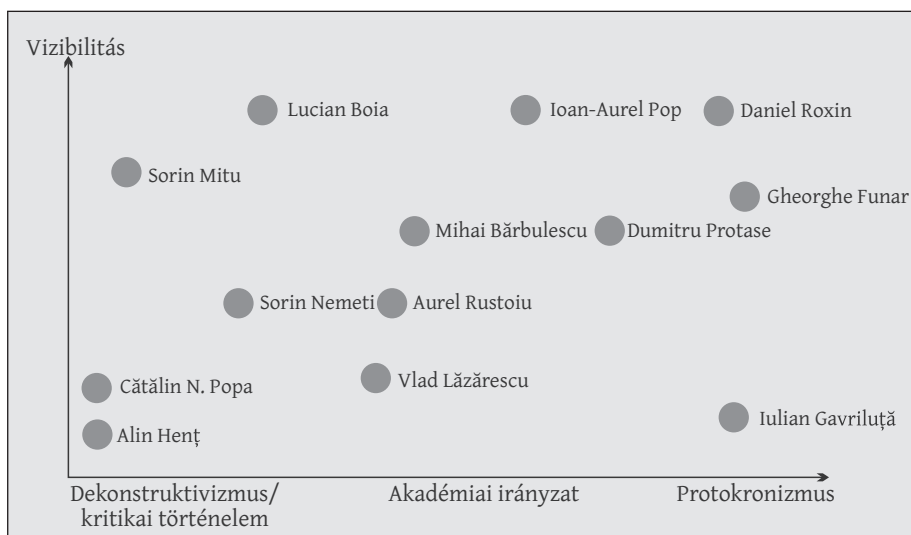 Vizibilitás
Lucian Boia
Ioan-Aurel Pop
Daniel Roxin
Sorin Mitu
Gheorghe Funar
Mihai Bărbulescu
Dumitru Protase
Sorin Nemeti
Aurel Rustoiu
Cătălin N. Popa
Vlad Lăzărescu
Alin Henț
Iulian Gavriluță
Dekonstruktivizmus/
kritikai történelem
Akadémiai irányzat
Protokronizmus